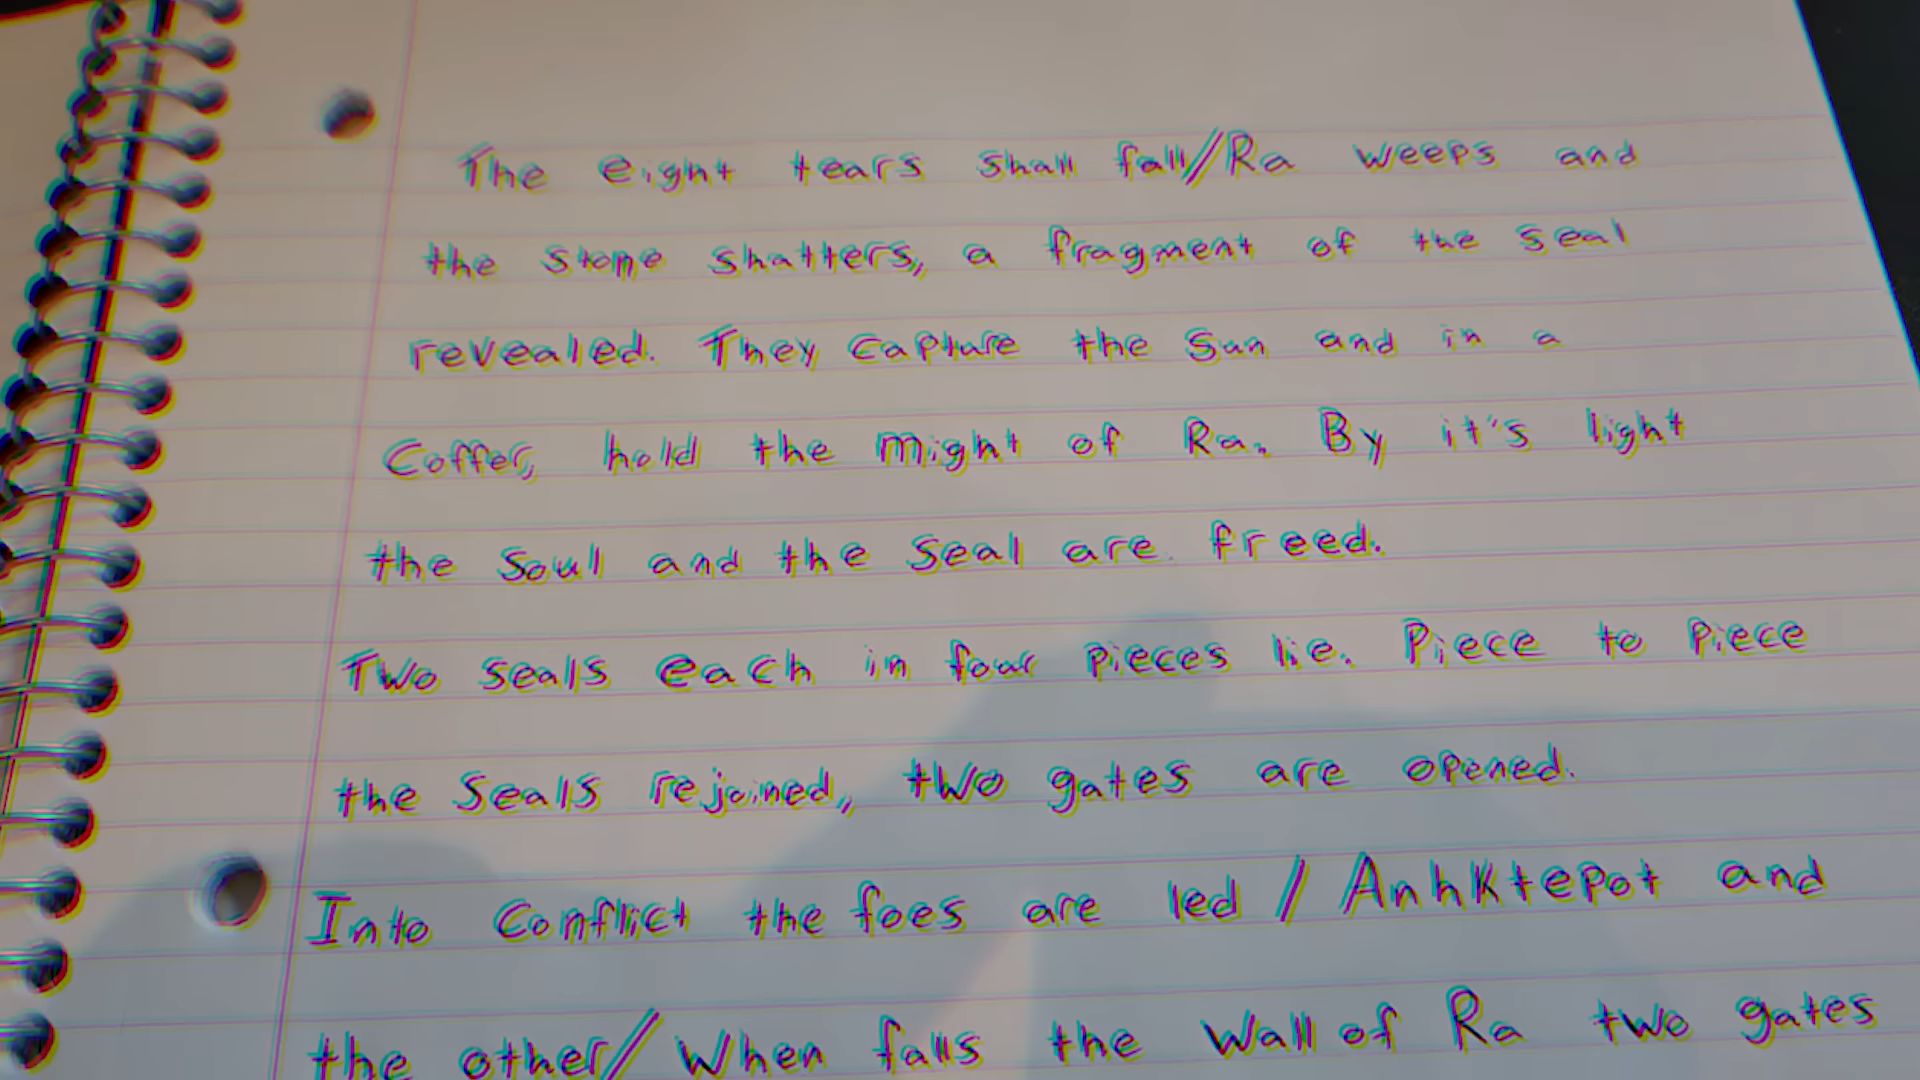 The eight tears shall fall//Ra weeps and
the stone shatters, a fragment of the seal
revealed. They capture the Sun and in a
Coffer, hold the might of Ra. By it's light
the Soul and the Seal are freed.
Two seals each in four pieces lie. Piece to piece
the Seals rejoined, two gates are opened.
Into Conflict the foes are led / Anhktepot and
the other/ When falls the Wall of Ra two gates